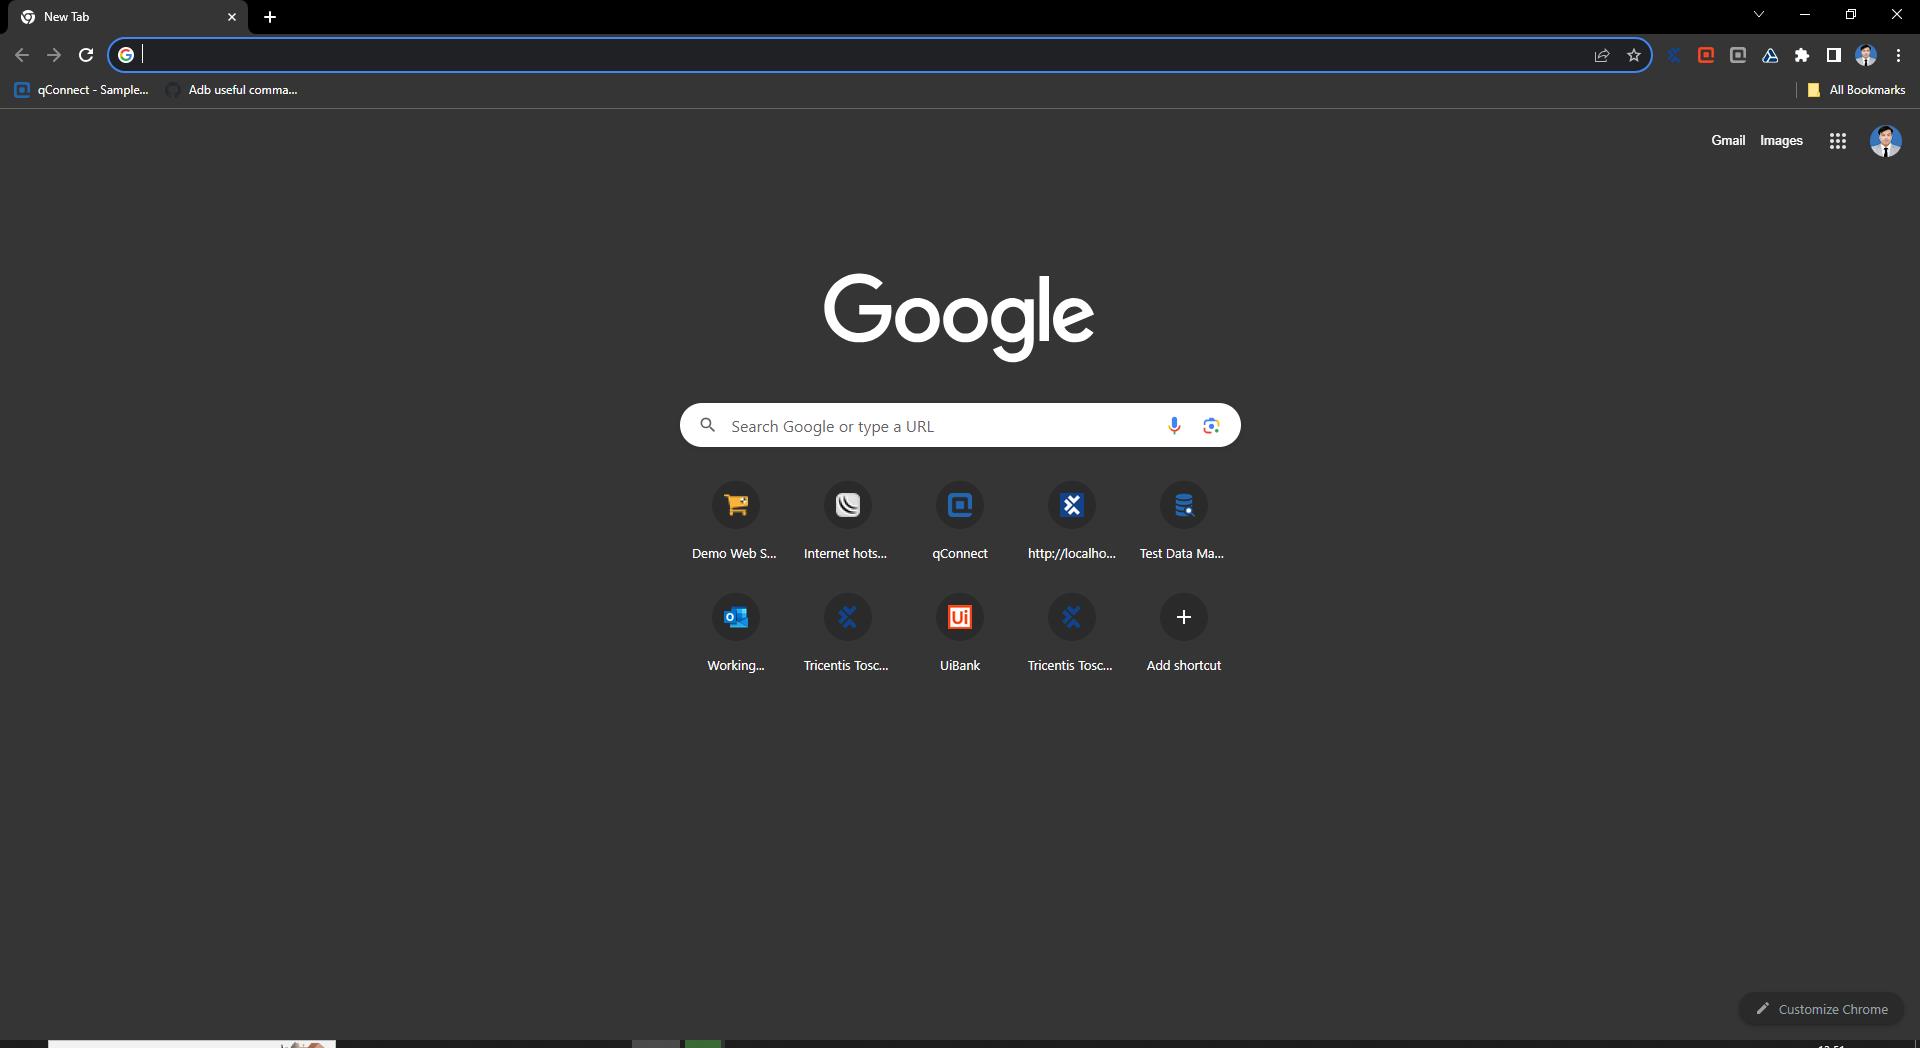 New Tab
qConnect - Sample...
Adb useful comma...
All Bookmarks
Gmail
Images
Google
Search Google or type a URL
Demo Web S...
Internet hots...
qConnect
http://localho...
Test Data Ma...
Working...
Tricentis Tosc...
UiBank
Tricentis Tosc...
Add shortcut
Customize Chrome